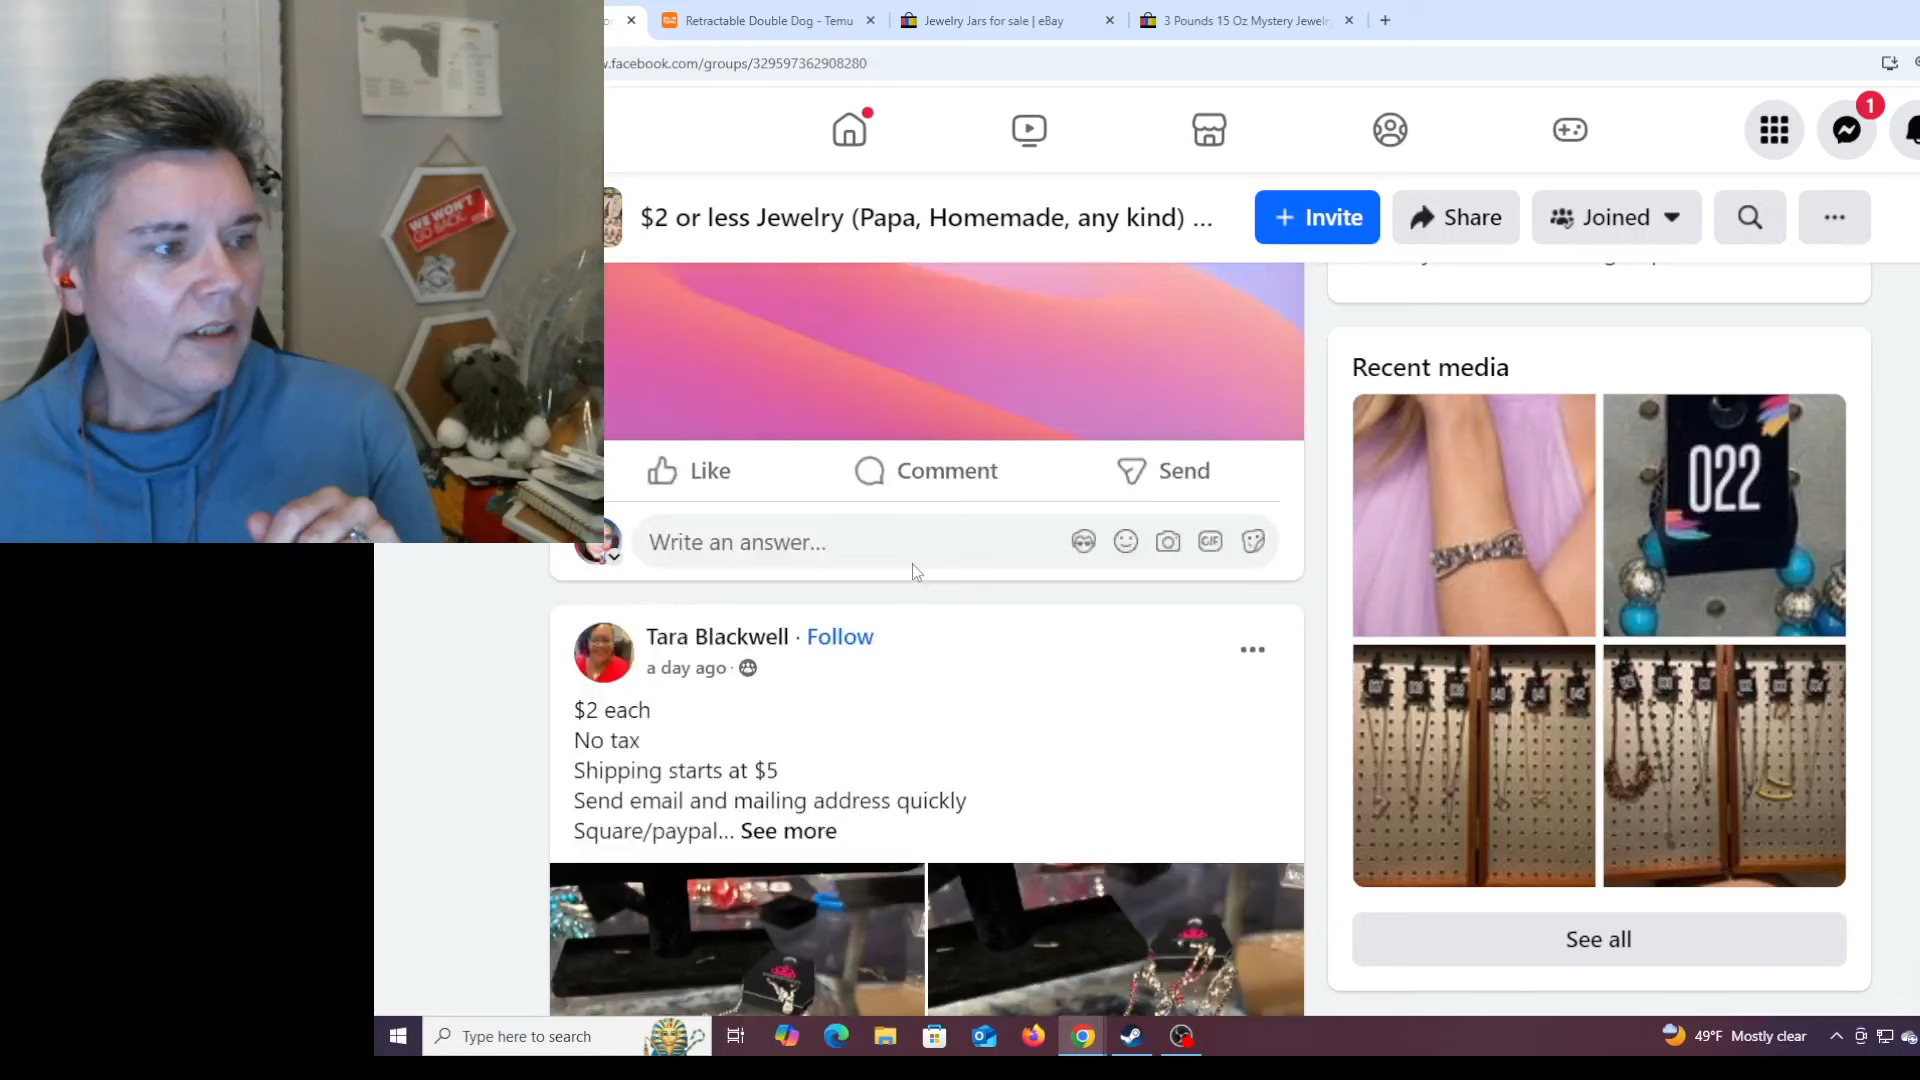 Retractable Double Dog - Temu
Jewelry Jars for sale | eBay
3 Pounds 15 Oz Mystery Jewelr
.facebook.com/groups/329597362908280
1
$2 or less Jewelry (Papa, Homemade, any kind) ...
Invite
Share
Joined
WE WON'T
GO BACK
Like
Comment
Send
Write an answer...
GIF
Tara Blackwell · Follow
a day ago ·
$2 each
No tax
Shipping starts at $5
Send email and mailing address quickly
Square/paypal... See more
Recent media
022
See all
Type here to search
49°F Mostly clear